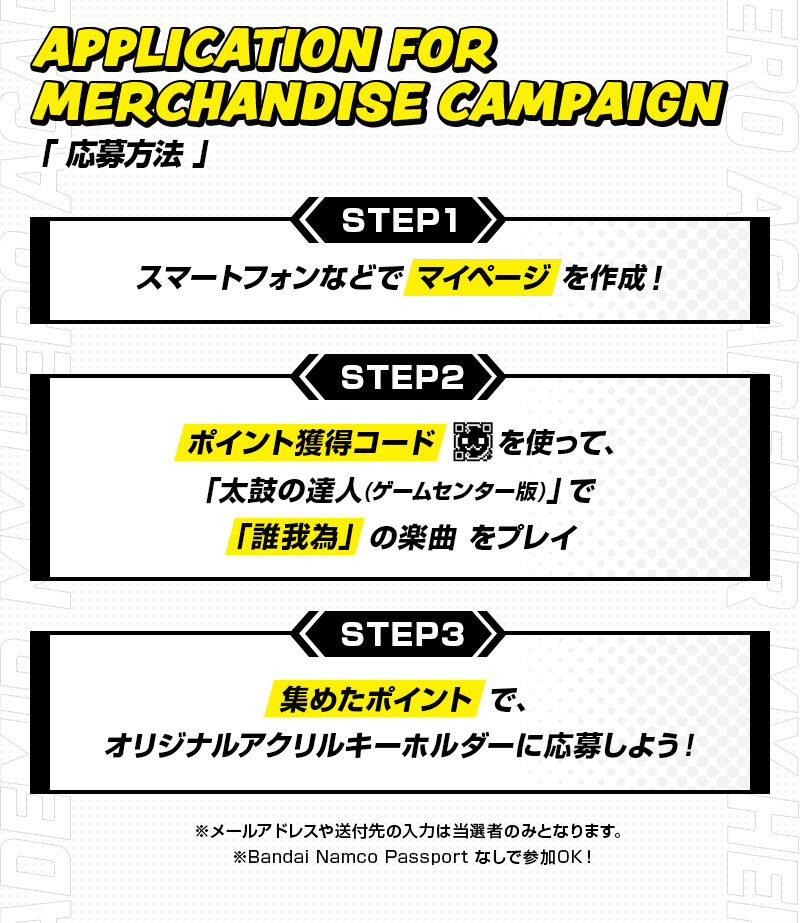 APPLICATION FOR
MERCHANDISE CAMPAIGN
「 応募方法 」
STEP1
スマートフォンなどで マイページ を作成！
STEP2
ポイント獲得コード を使って、
「太鼓の達人(ゲームセンター版)」で
「誰我為」 の楽曲 をプレイ
STEP3
集めたポイント で、
オリジナルアクリルキーホルダーに応募しよう！
※メールアドレスや送付先の入力は当選者のみとなります。
※Bandai Namco Passport なしで参加OK！